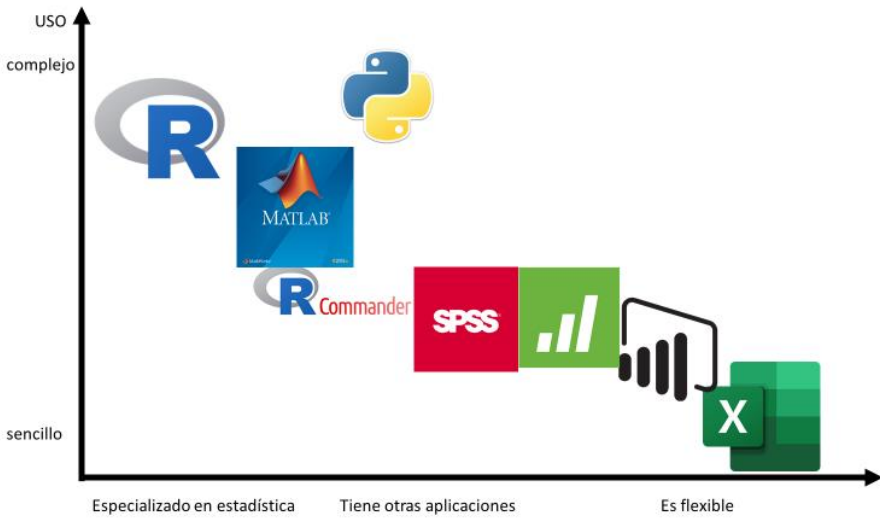 USO
complejo
R
MATLAB
R Commander
SPSS
X
sencillo
Especializado en estadística
Tiene otras aplicaciones
Es flexible